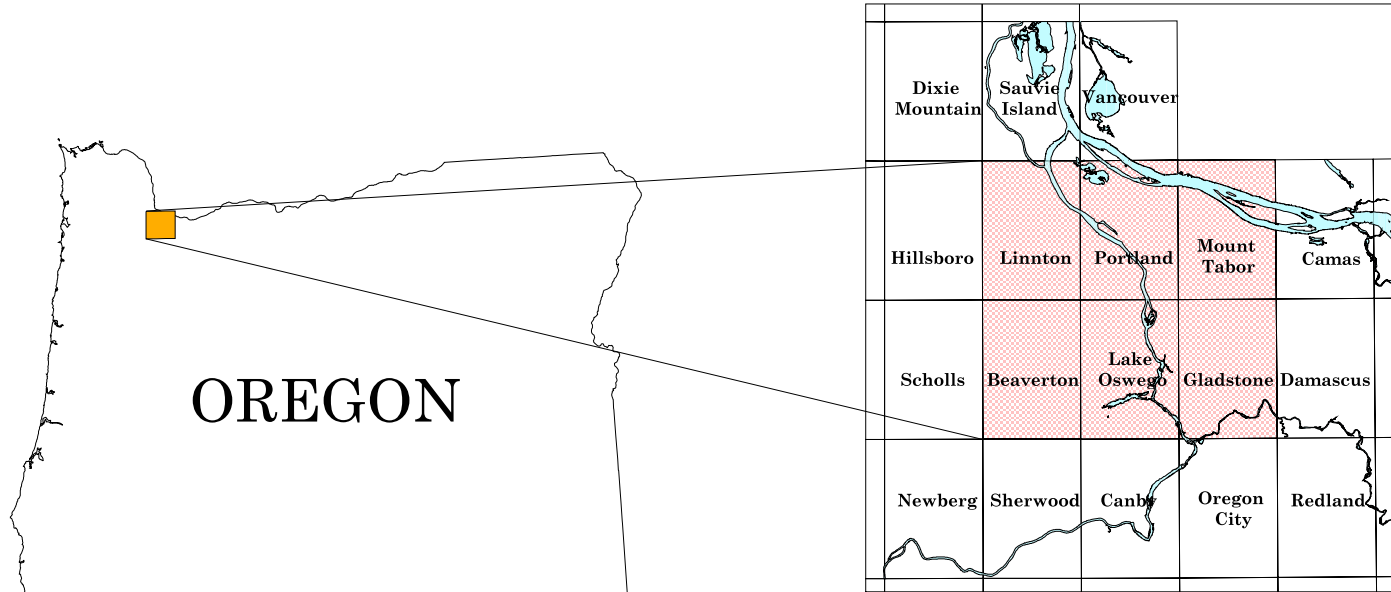 OREGON
Dixie
Mountain
Sauvie
Island
Vancouver
Hillsboro
Linnton
Portland
Mount
Tabor
Camas
Scholls
Beaverton
Lake
Oswego
Gladstone
Damascus
Newberg
Sherwood
Canby
Oregon
City
Redland